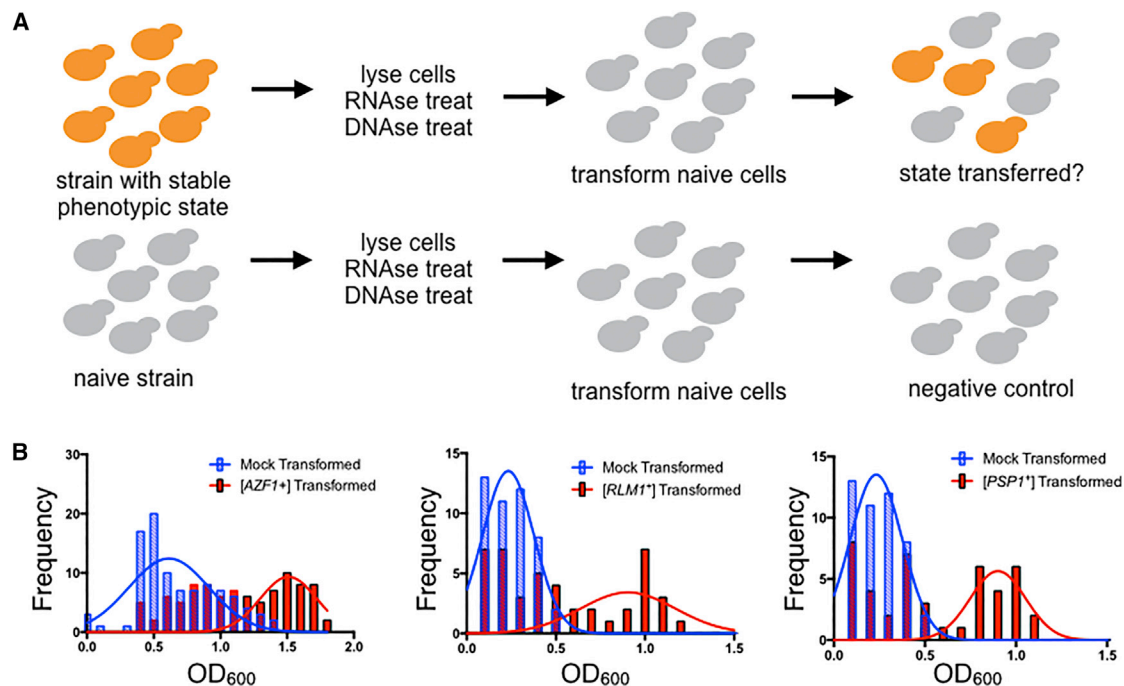 A
lyse cells
RNAse treat
DNAse treat
strain with stable
phenotypic state
transform naive cells
state transferred?
lyse cells
RNAse treat
DNAse treat
naive strain
transform naive cells
negative control
B
30
20
10
0
0.0 0.5 1.0 1.5 2.0
Frequency
OD600
Mock Transformed
[AZF1+] Transformed
15
10
5
0
0.0 0.5 1.0 1.5
Frequency
OD600
Mock Transformed
[RLM1+] Transformed
15
10
5
0
0.0 0.5 1.0 1.5
Frequency
OD600
Mock Transformed
[PSP1+] Transformed